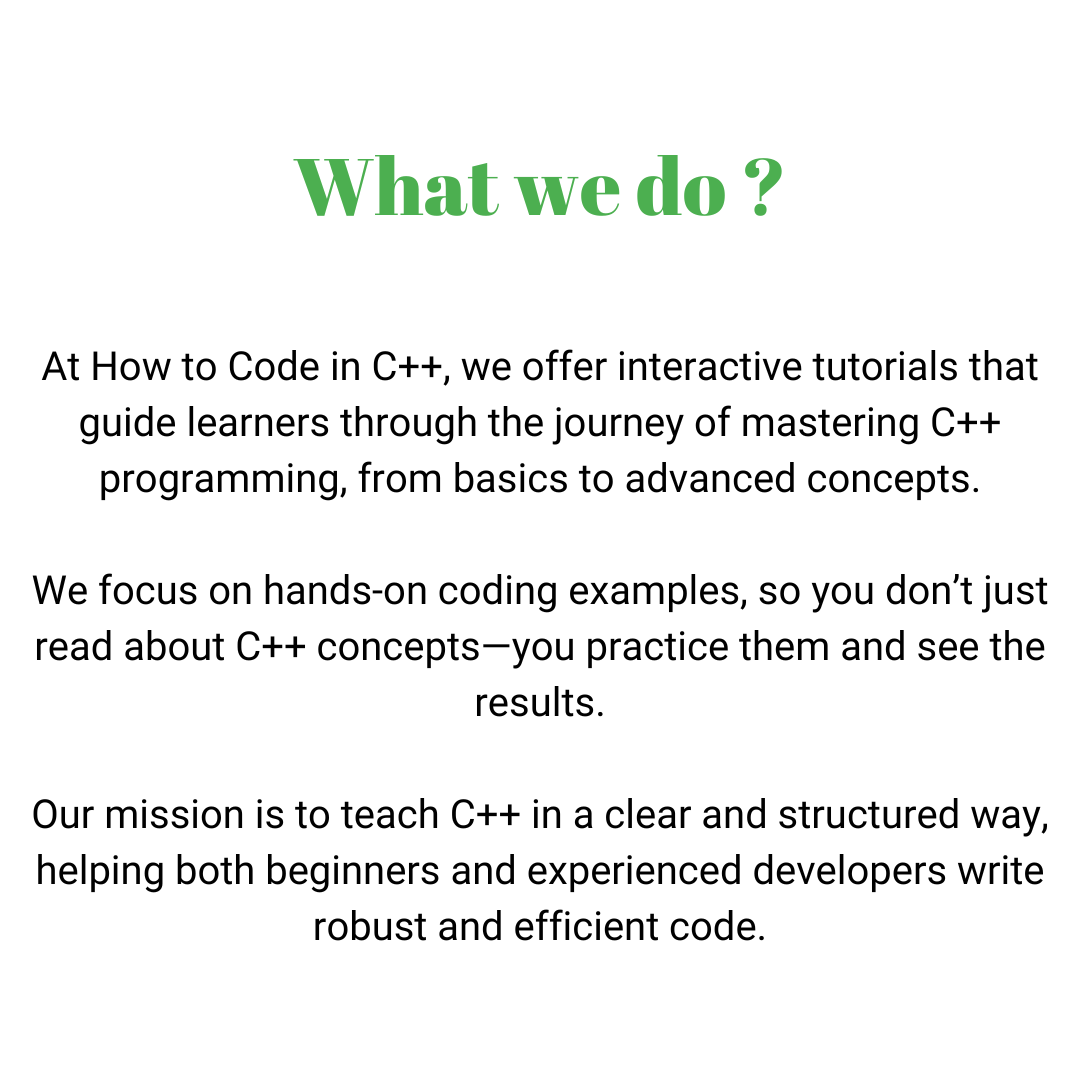 What we do ?
At How to Code in C++, we offer interactive tutorials that
guide learners through the journey of mastering C++
programming, from basics to advanced concepts.
We focus on hands-on coding examples, so you don’t just
read about C++ concepts—you practice them and see the
results.
Our mission is to teach C++ in a clear and structured way,
helping both beginners and experienced developers write
robust and efficient code.